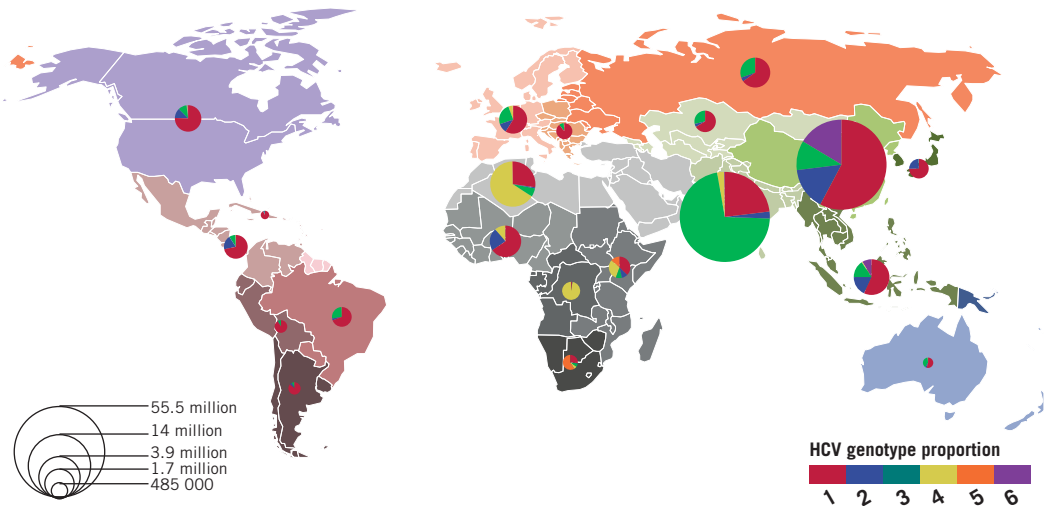 55.5 million
14 million
3.9 million
1.7 million
485 000
HCV genotype proportion
1 2 3 4 5 6